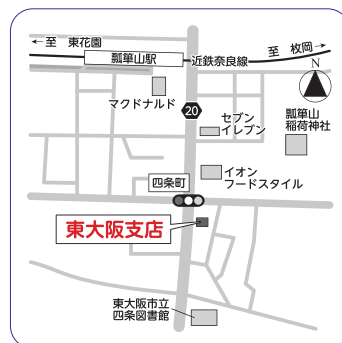 ← 至 東花園
至 枚岡 →
瓢箪山駅
近鉄奈良線
N
マクドナルド
20
セブン
イレブン
瓢箪山
稲荷神社
イオン
フードスタイル
四条町
東大阪支店
東大阪市立
四条図書館